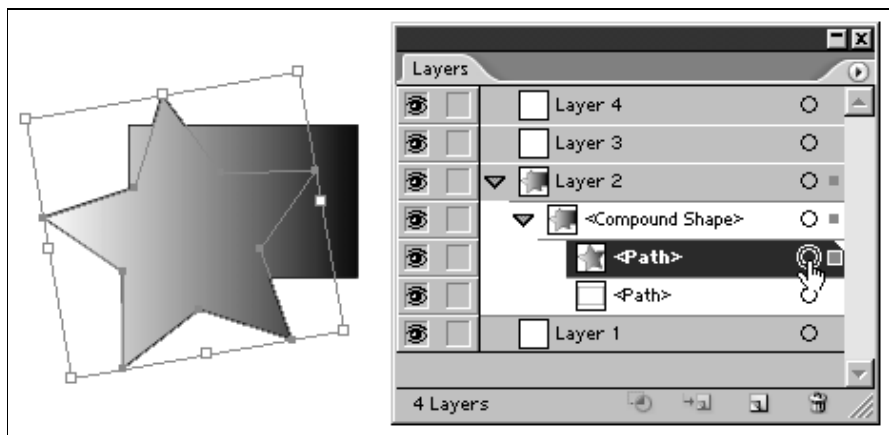 Layers
Layer 4
Layer 3
Layer 2
<Compound Shape>
<Path>
<Path>
Layer 1
4 Layers